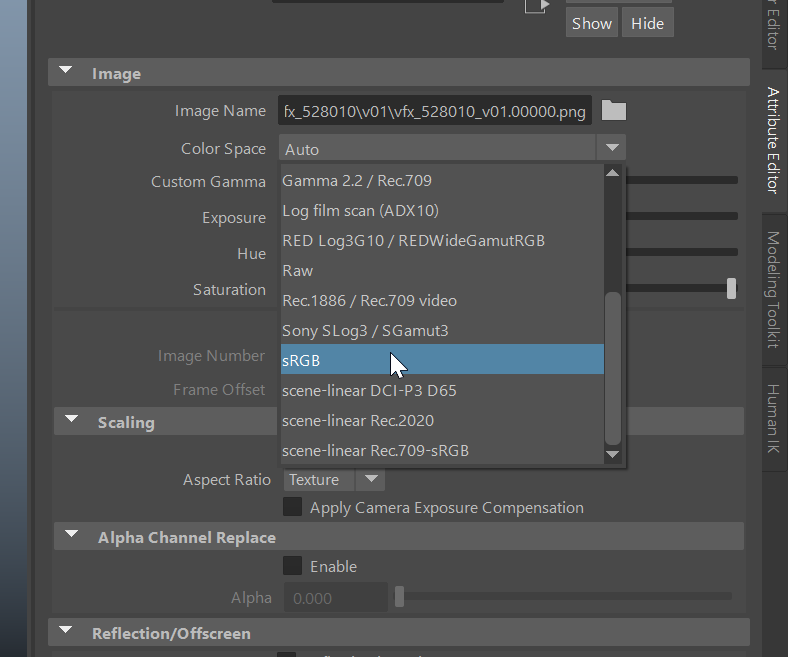 Show Hide
Image
Image Name fx_528010\v01\vfx_528010_v01.00000.png
Color Space Auto
Custom Gamma
Exposure
Hue
Saturation
Gamma 2.2 / Rec.709
Log film scan (ADX10)
RED Log3G10 / REDWideGamutRGB
Raw
Rec.1886 / Rec.709 video
Sony SLog3 / SGamut3
sRGB
scene-linear DCI-P3 D65
scene-linear Rec.2020
scene-linear Rec.709-sRGB
Image Number
Frame Offset
Scaling
Aspect Ratio Texture
Apply Camera Exposure Compensation
Alpha Channel Replace
Enable
Alpha 0.000
Reflection/Offscreen
r Editor
Attribute Editor
Modeling Toolkit
Human IK